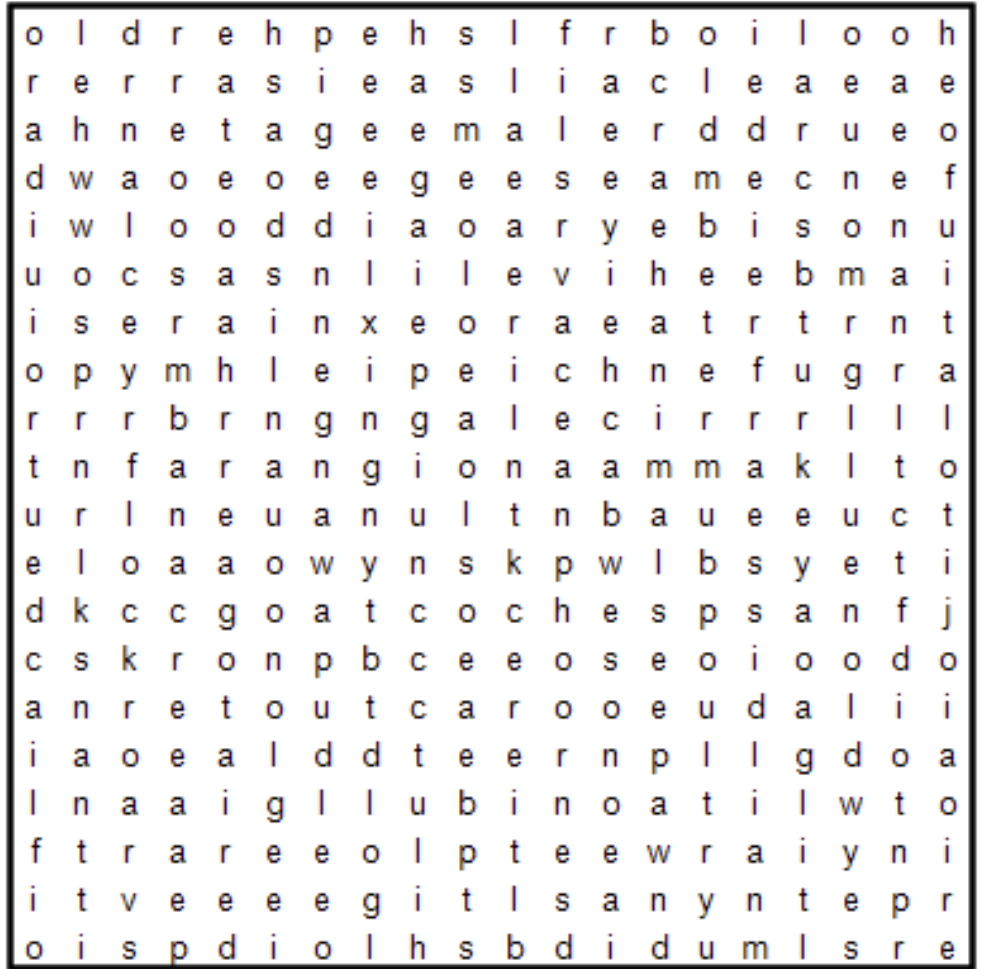 o l d r e h p e h s l f r b o i l o o h
r e r r a s i e a s l i a c l e a e a e
a h n e t a g e e m a l e r d d r u e o
d w a o e o e e g e e s e a m e c n e f
i w l o o d d i a o a r y e b i s o n u
u o c s a s n l i l e v i h e e b m a i
i s e r a i n x e o r a e a t r t r n t
o p y m h l e i p e i c h n e f u g r a
r r r b r n g n g a l e c i r r r l l l
t n f a r a n g i o n a a m m a k l t o
u r l n e u a n u l t n b a u e e u c t
e l o a a o w y n s k p w l b s y e t i
d k c c g o a t c o c h e s p s a n f j
c s k r o n p b c e e o s e o i o o d o
a n r e t o u t c a r o o e u d a l i i
i a o e a l d d t e e r n p l l g d o a
l n a a i g l l u b i n o a t i l w t o
f t r a r e e o l p t e e w r a i y n i
i t v e e e e g i t l s a n y n t e p r
o i s p d i o l h s b d i d u m l s r e